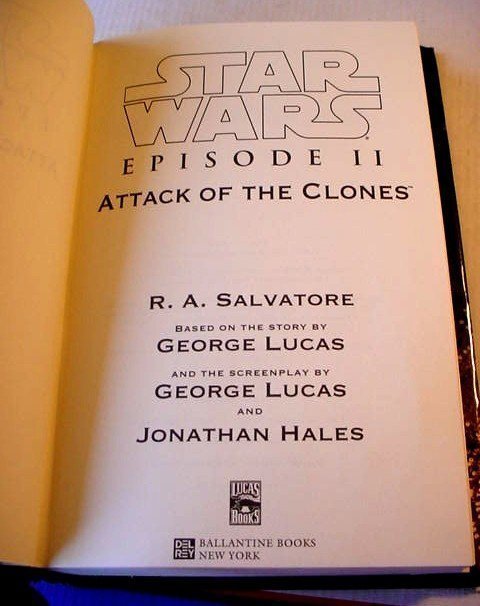 STAR
WARS®
EPISODE II
ATTACK OF THE CLONES™
R. A. SALVATORE
BASED ON THE STORY BY
GEORGE LUCAS
AND THE SCREENPLAY BY
GEORGE LUCAS
AND
JONATHAN HALES
LUCAS
BOOKS
DEL REY BALLANTINE BOOKS
NEW YORK